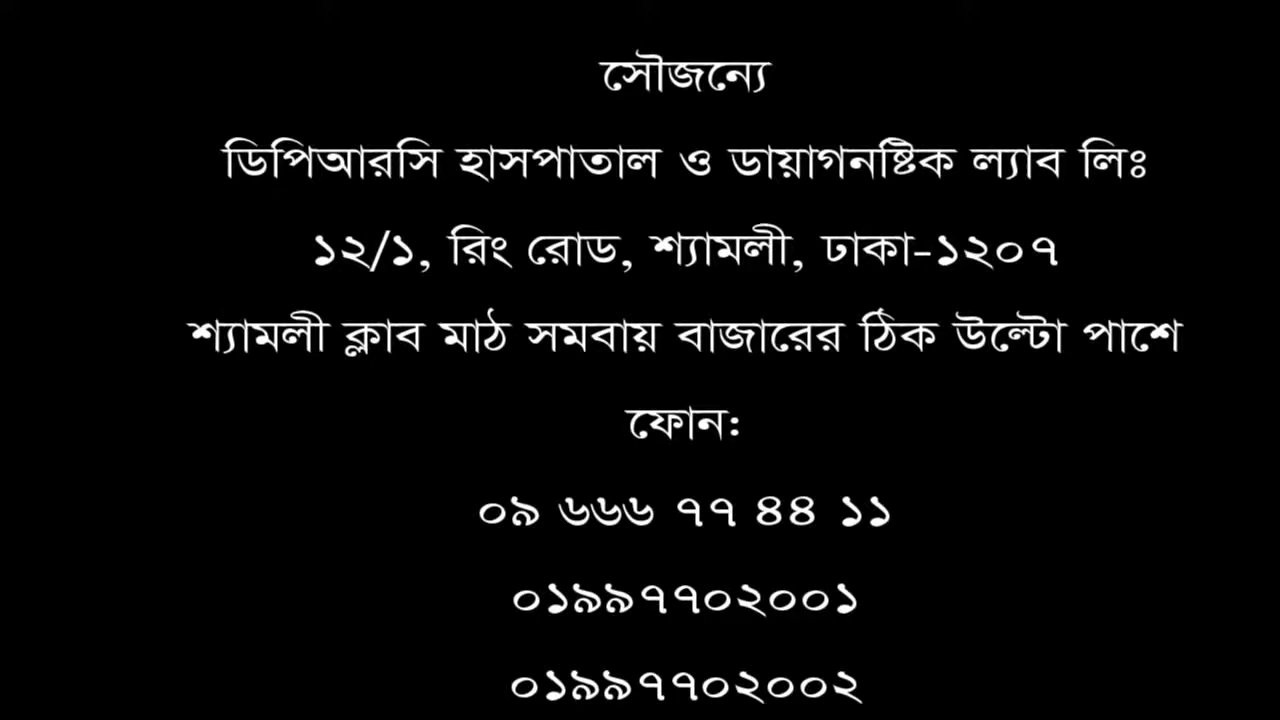 সৌজন্যে
ডিপিআরসি হাসপাতাল ও ডায়াগনষ্টিক ল্যাব লিঃ
১২/১, রিং রোড, শ্যামলী, ঢাকা-১২০৭
শ্যামলী ক্লাব মাঠ সমবায় বাজারের ঠিক উল্টো পাশে
ফোন:
০৯ ৬৬৬ ৭৭ ৪৪ ১১
০১৯৯৭৭০২০০১
০১৯৯৭৭০২০০২